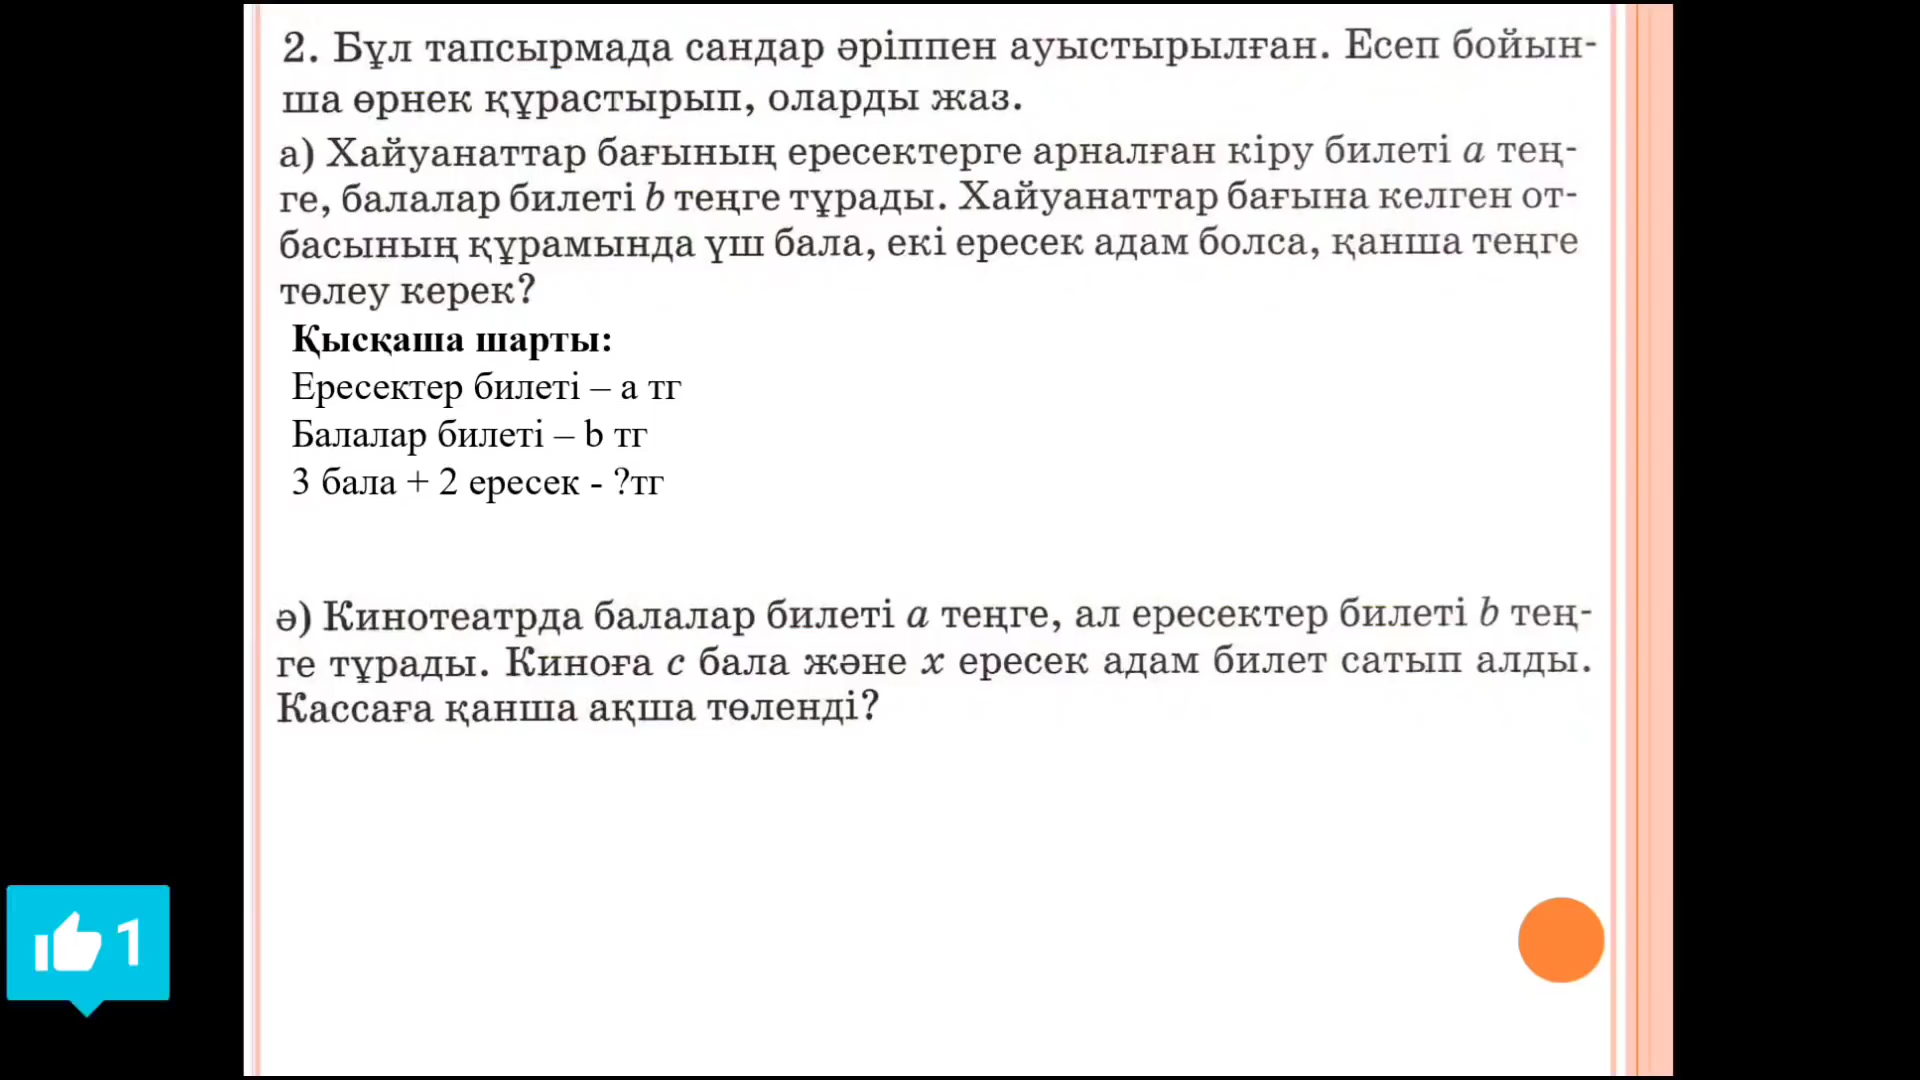 2. Бұл тапсырмада сандар әріппен ауыстырылған. Есеп бойын-
ша өрнек құрастырып, оларды жаз.
а) Хайуанаттар бағының ересектерге арналған кіру билеті a тең-
ге, балалар билеті b теңге тұрады. Хайуанаттар бағына келген от-
басының құрамында үш бала, екі ересек адам болса, қанша теңге
төлеу керек?
Қысқаша шарты:
Ересектер билеті – а тг
Балалар билеті – b тг
3 бала + 2 ересек - ?тг
ә) Кинотеатрда балалар билеті a теңге, ал ересектер билеті b тең-
ге тұрады. Киноға c бала және x ересек адам билет сатып алды.
Кассаға қанша ақша төленді?
1